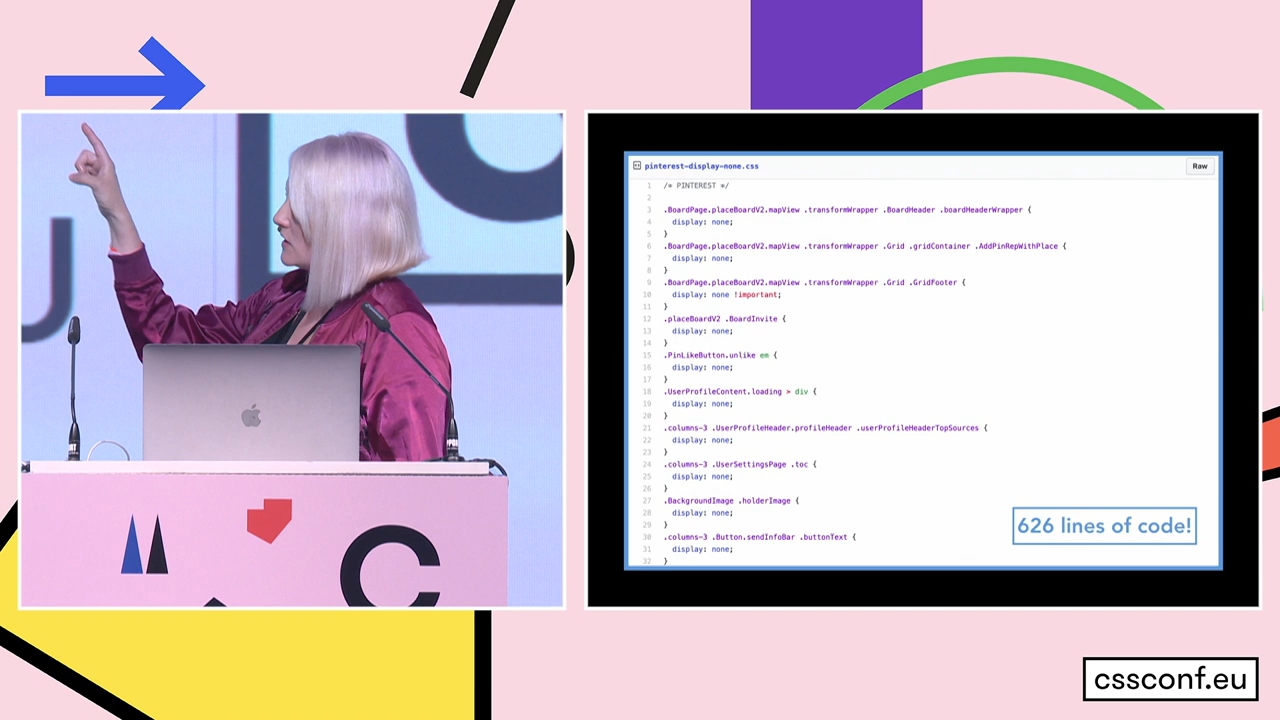 pinterest-display-none.css
Raw
1 /* PINTEREST */
2
3 .BoardPage.placeBoardV2.mapView .transformWrapper .BoardHeader .boardHeaderWrapper {
4 display: none;
5 }
6 .BoardPage.placeBoardV2.mapView .transformWrapper .Grid .gridContainer .AddPinRepWithPlace {
7 display: none;
8 }
9 .BoardPage.placeBoardV2.mapView .transformWrapper .Grid .GridFooter {
10 display: none !important;
11 }
12 .placeBoardV2 .BoardInvite {
13 display: none;
14 }
15 .PinLikeButton.unlike em {
16 display: none;
17 }
18 .UserProfileContent.loading > div {
19 display: none;
20 }
21 .columns-3 .UserProfileHeader.profileHeader .userProfileHeaderTopSources {
22 display: none;
23 }
24 .columns-3 .UserSettingsPage .toc {
25 display: none;
26 }
27 .BackgroundImage .holderImage {
28 display: none;
29 }
30 .columns-3 .Button.sendInfoBar .buttonText {
31 display: none;
32 }
626 lines of code!
cssconf.eu